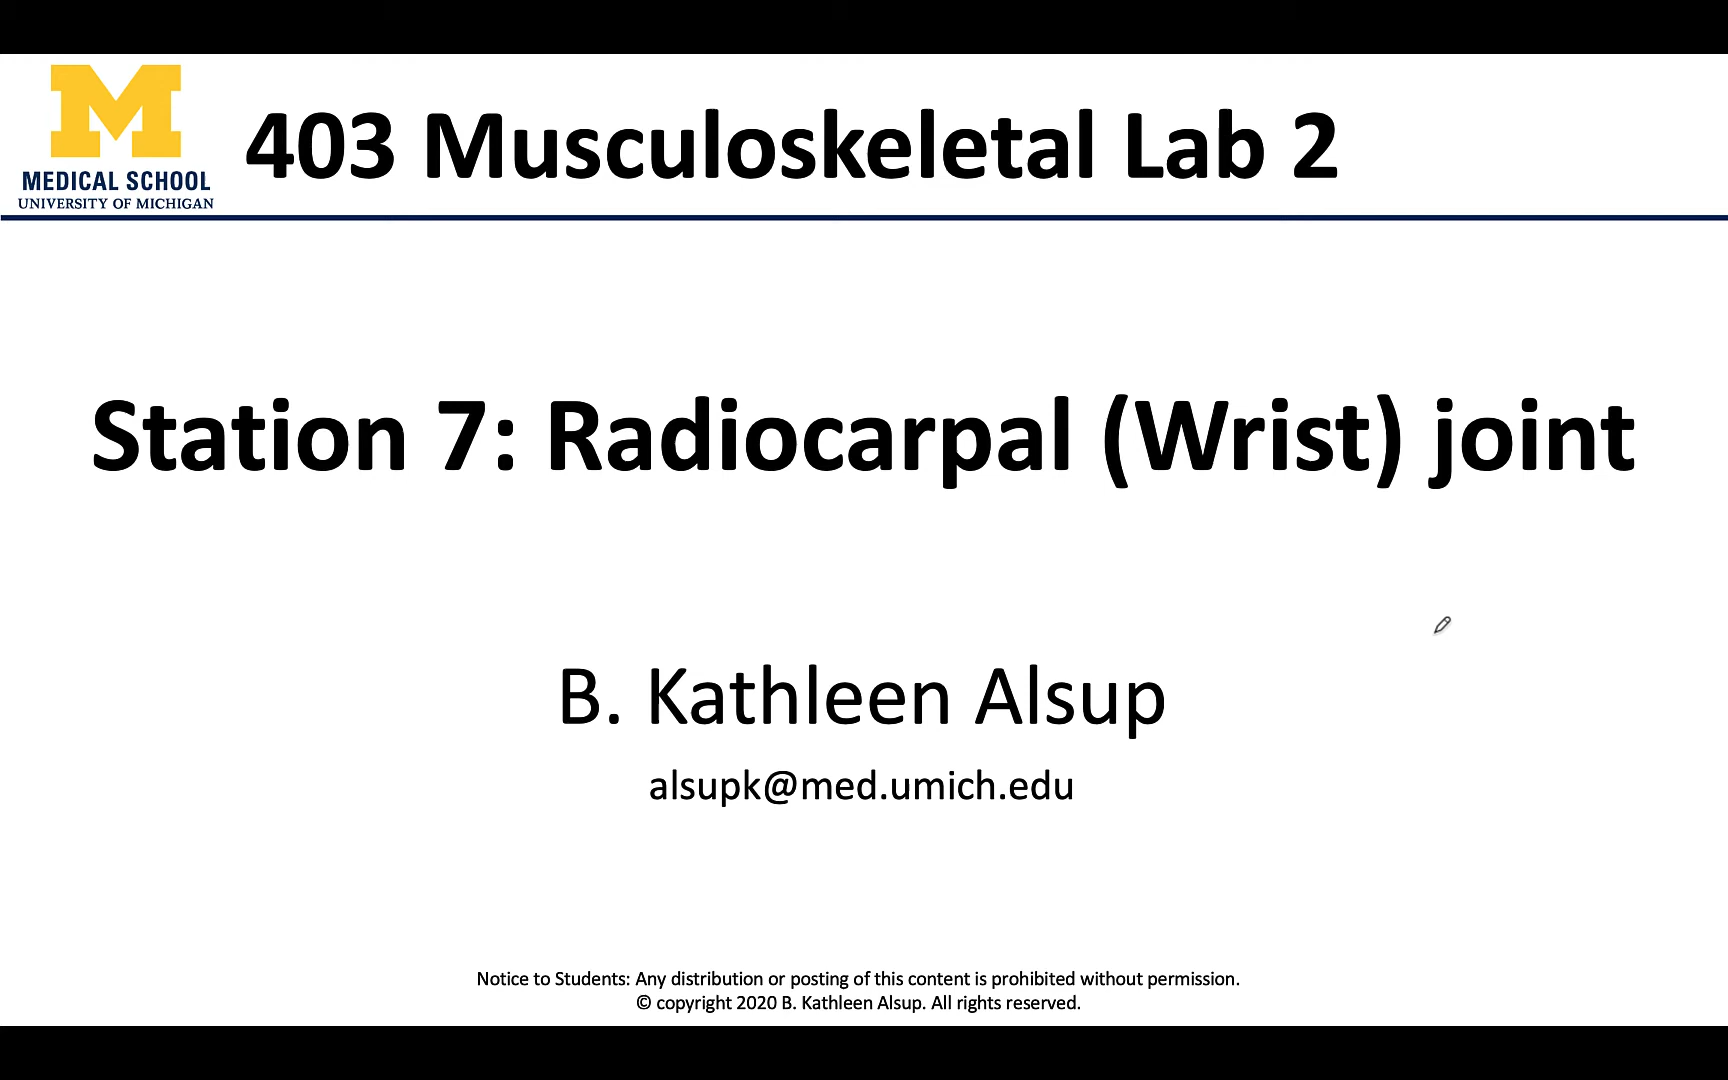 403 Musculoskeletal Lab 2
MEDICAL SCHOOL
UNIVERSITY OF MICHIGAN
Station 7: Radiocarpal (Wrist) joint
B. Kathleen Alsup
alsupk@med.umich.edu
Notice to Students: Any distribution or posting of this content is prohibited without permission.
© copyright 2020 B. Kathleen Alsup. All rights reserved.